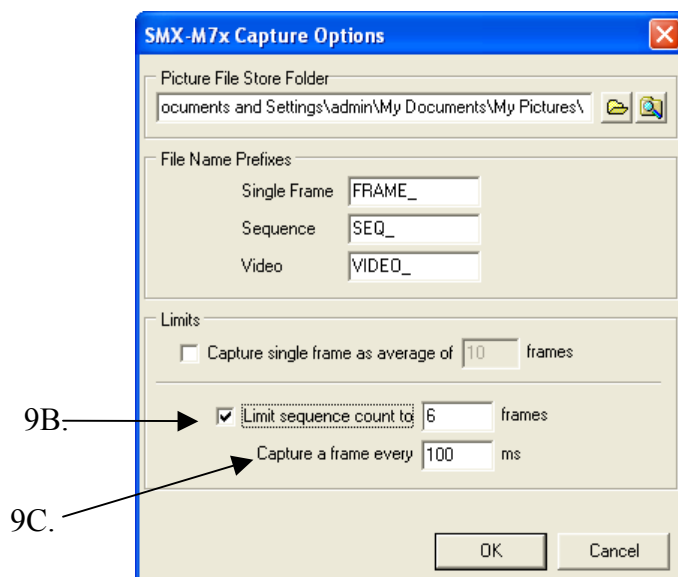 SMX-M7x Capture Options
Picture File Store Folder
ocuments and Settings\admin\My Documents\My Pictures\
File Name Prefixes
Single Frame FRAME_
Sequence SEQ_
Video VIDEO_
Limits
Capture single frame as average of 10 frames
9B. Limit sequence count to 6 frames
Capture a frame every 100 ms
9C.
OK Cancel